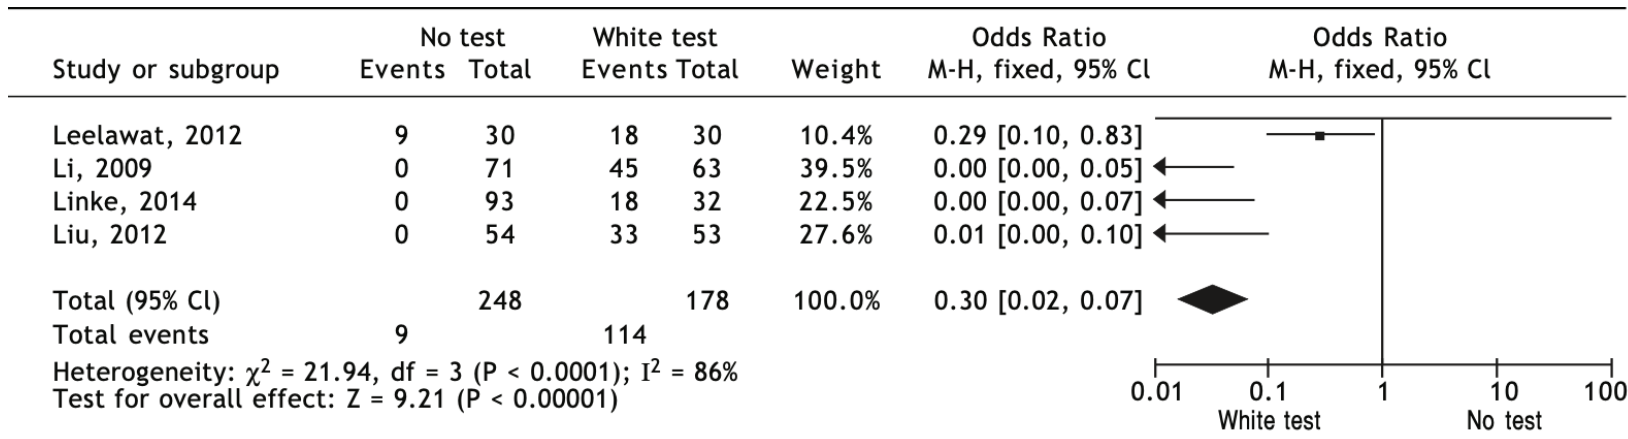 No test White test Odds Ratio Odds Ratio
Study or subgroup Events Total Events Total Weight M-H, fixed, 95% Cl M-H, fixed, 95% Cl
Leelawat, 2012 9 30 18 30 10.4% 0.29 [0.10, 0.83]
Li, 2009 0 71 45 63 39.5% 0.00 [0.00, 0.05]
Linke, 2014 0 93 18 32 22.5% 0.00 [0.00, 0.07]
Liu, 2012 0 54 33 53 27.6% 0.01 [0.00, 0.10]
Total (95% Cl) 248 178 100.0% 0.30 [0.02, 0.07]
Total events 9 114
Heterogeneity: χ² = 21.94, df = 3 (P < 0.0001); I² = 86%
Test for overall effect: Z = 9.21 (P < 0.00001)
0.01 0.1 1 10 100
White test No test